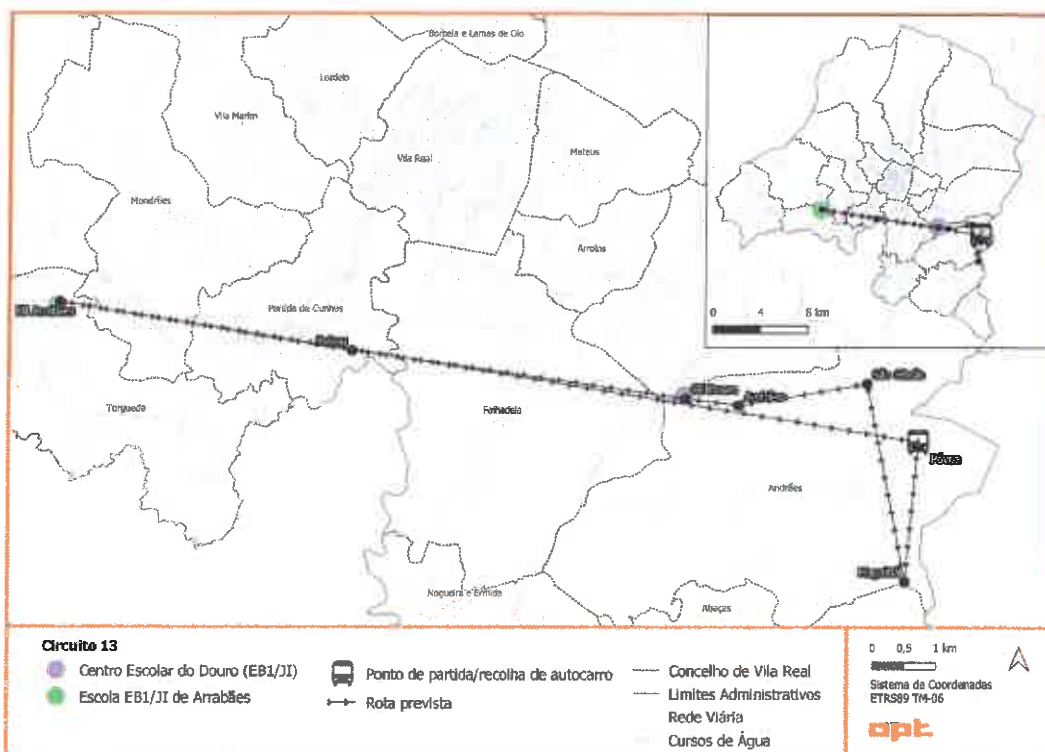 Borbela e Lamas de Olo
Lordelo
Vila Marim
Vila Real
Mateus
Mondrões
Arroios
Parada de Cunhos
EB Arrabães
Torgueda
Folhadela
Póvoa
Andrães
Nogueira e Ermida
Abaças
0 4 8 km
Circuito 13
Centro Escolar do Douro (EB1/JI)
Escola EB1/JI de Arrabães
Ponto de partida/recolha de autocarro
Rota prevista
Concelho de Vila Real
Limites Administrativos
Rede Viária
Cursos de Água
0 0,5 1 km
Sistema de Coordenadas
ETRS89 TM-06
opt